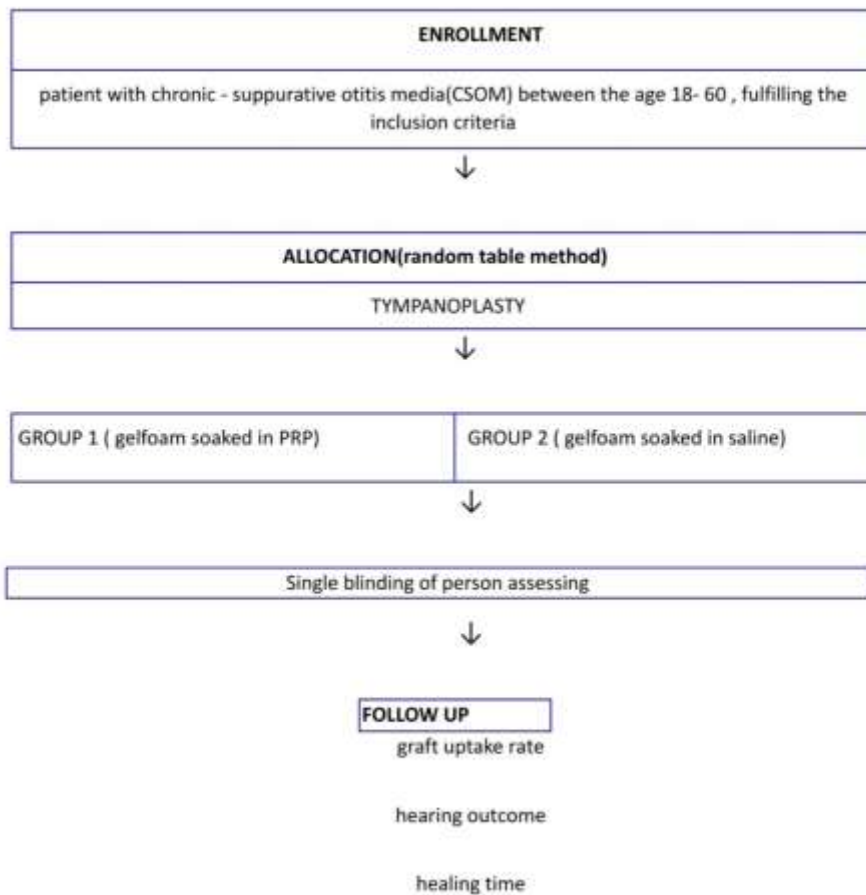 ENROLLMENT
patient with chronic - suppurative otitis media(CSOM) between the age 18- 60 , fulfilling the
inclusion criteria
ALLOCATION(random table method)
TYMPANOPLASTY
GROUP 1 ( gelfoam soaked in PRP)
GROUP 2 ( gelfoam soaked in saline)
Single blinding of person assessing
FOLLOW UP
graft uptake rate
hearing outcome
healing time